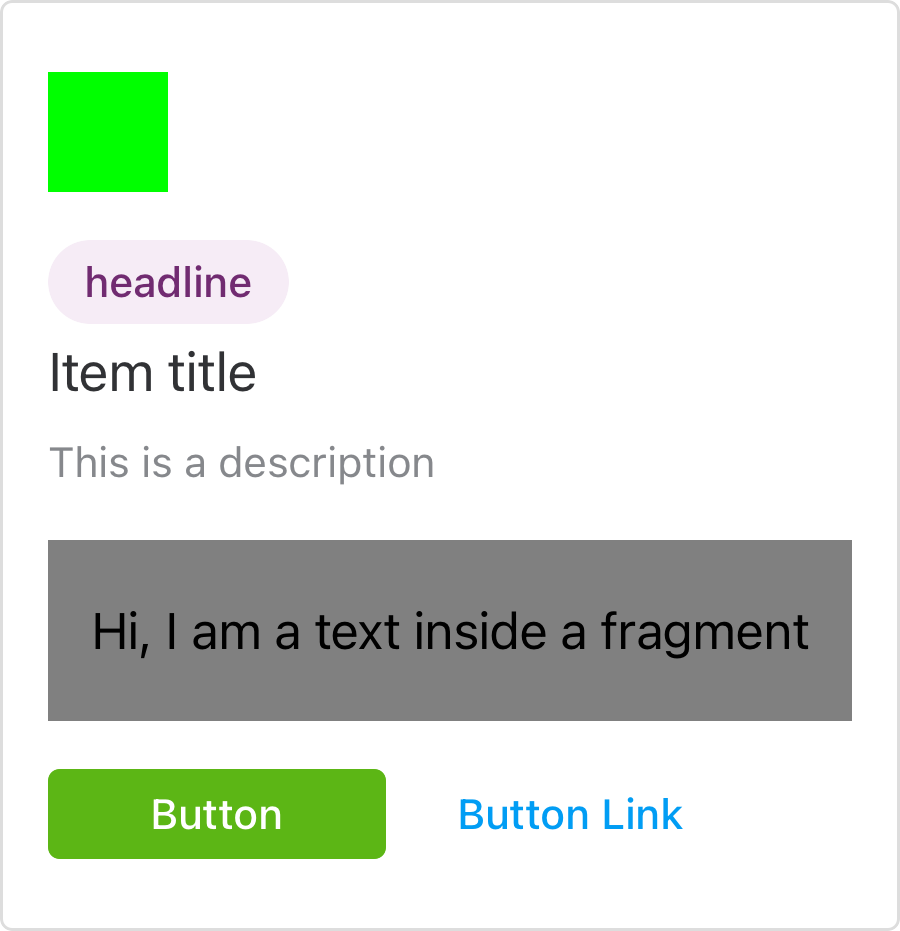 headline
Item title
This is a description
Hi, I am a text inside a fragment
Button
Button Link